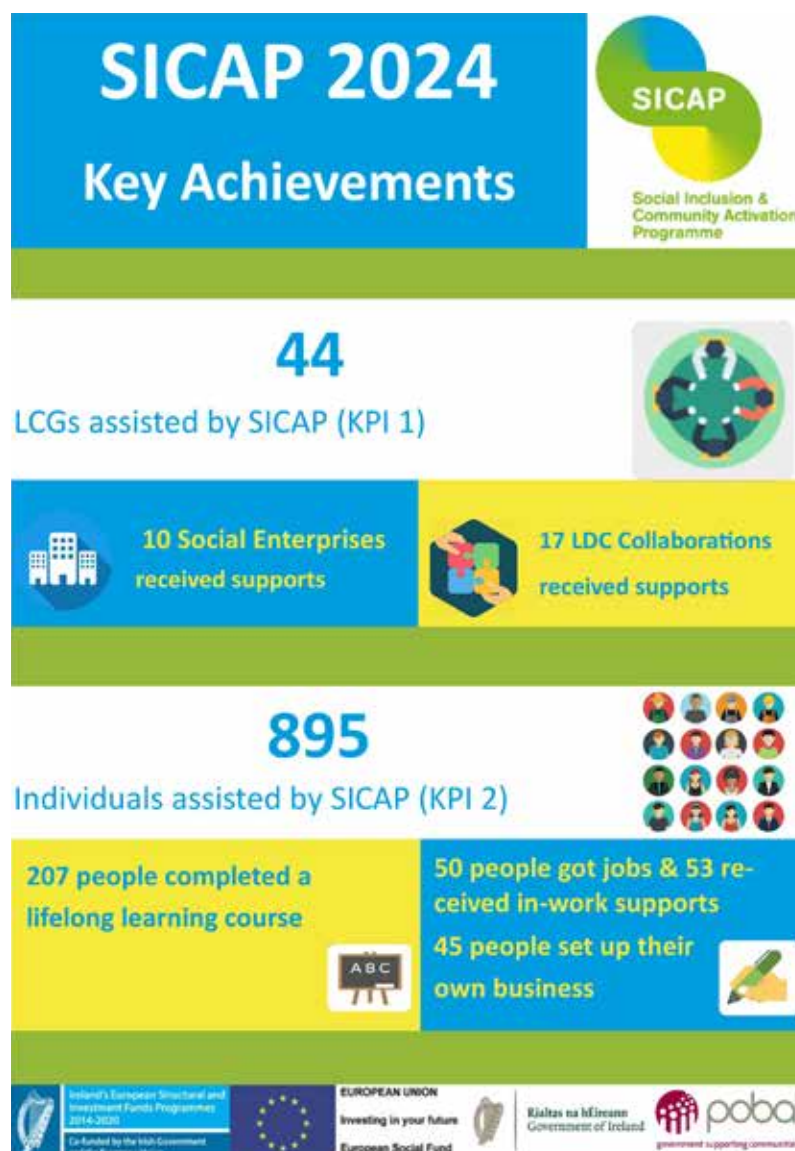 SICAP 2024
Key Achievements
SICAP
Social Inclusion &
Community Activation
Programme
44
LCGs assisted by SICAP (KPI 1)
10 Social Enterprises
received supports
17 LDC Collaborations
received supports
895
Individuals assisted by SICAP (KPI 2)
207 people completed a
lifelong learning course
ABC
50 people got jobs & 53 re-
ceived in-work supports
45 people set up their
own business
Ireland's European Structural and
Investment Funds Programmes
2014-2020
Co-funded by the Irish Government
EUROPEAN UNION
Investing in your future
European Social Fund
Rialtas na hÉireann
Government of Ireland
poba
government supporting communities